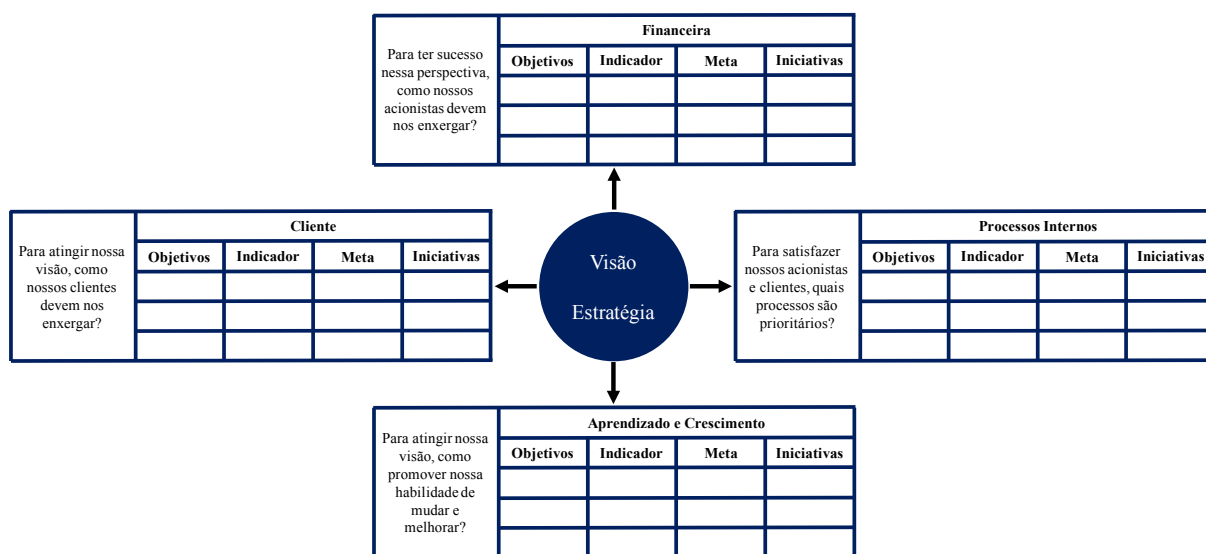 Para ter sucesso
nessa perspectiva,
como nossos
acionistas devem
nos enxergar?
Financeira
Objetivos Indicador Meta Iniciativas
Para atingir nossa
visão, como
nossos clientes
devem nos
enxergar?
Cliente
Objetivos Indicador Meta Iniciativas
Visão
Estratégia
Para satisfazer
nossos acionistas
e clientes, quais
processos são
prioritários?
Processos Internos
Objetivos Indicador Meta Iniciativas
Para atingir nossa
visão, como
promover nossa
habilidade de
mudar e
melhorar?
Aprendizado e Crescimento
Objetivos Indicador Meta Iniciativas